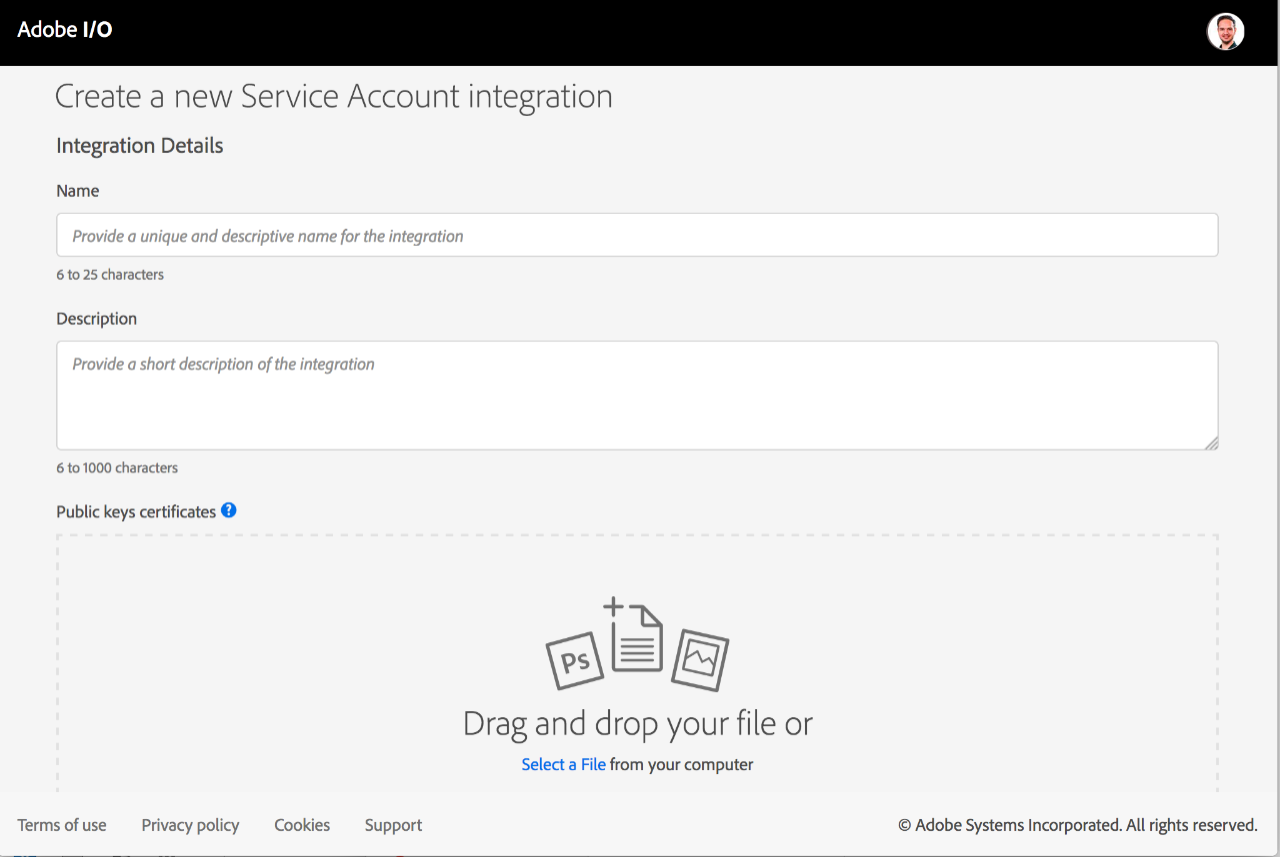 Adobe I/O
Create a new Service Account integration
Integration Details
Name
Provide a unique and descriptive name for the integration
6 to 25 characters
Description
Provide a short description of the integration
6 to 1000 characters
Public keys certificates ?
Ps
Drag and drop your file or
Select a File from your computer
Terms of use Privacy policy Cookies Support © Adobe Systems Incorporated. All rights reserved.